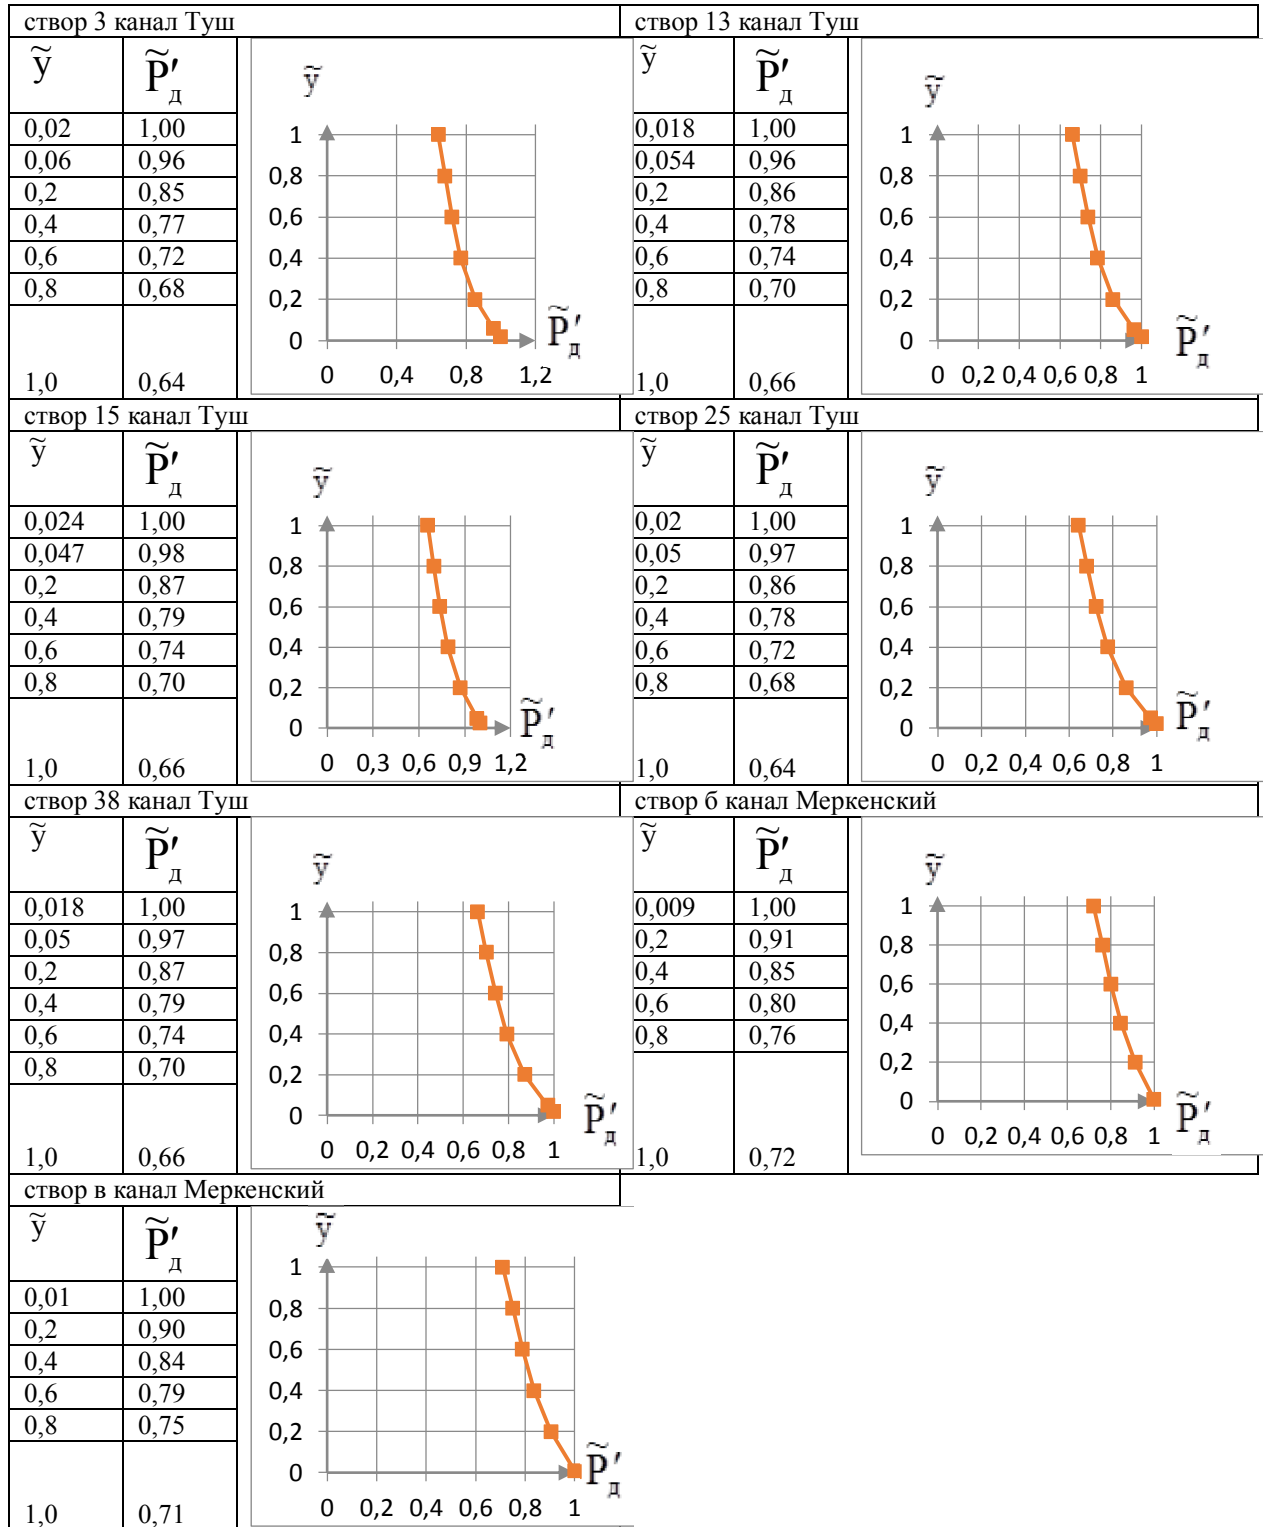 створ 3 канал Туш
ỹ P̃′д
0,02 1,00
0,06 0,96
0,2 0,85
0,4 0,77
0,6 0,72
0,8 0,68
1,0 0,64
ỹ
1
0,8
0,6
0,4
0,2
0
0 0,4 0,8 1,2
P̃′д
створ 13 канал Туш
ỹ P̃′д
0,018 1,00
0,054 0,96
0,2 0,86
0,4 0,78
0,6 0,74
0,8 0,70
1,0 0,66
ỹ
1
0,8
0,6
0,4
0,2
0
0 0,2 0,4 0,6 0,8 1
P̃′д
створ 15 канал Туш
ỹ P̃′д
0,024 1,00
0,047 0,98
0,2 0,87
0,4 0,79
0,6 0,74
0,8 0,70
1,0 0,66
ỹ
1
0,8
0,6
0,4
0,2
0
0 0,3 0,6 0,9 1,2
P̃′д
створ 25 канал Туш
ỹ P̃′д
0,02 1,00
0,05 0,97
0,2 0,86
0,4 0,78
0,6 0,72
0,8 0,68
1,0 0,64
ỹ
1
0,8
0,6
0,4
0,2
0
0 0,2 0,4 0,6 0,8 1
P̃′д
створ 38 канал Туш
ỹ P̃′д
0,018 1,00
0,05 0,97
0,2 0,87
0,4 0,79
0,6 0,74
0,8 0,70
1,0 0,66
ỹ
1
0,8
0,6
0,4
0,2
0
0 0,2 0,4 0,6 0,8 1
P̃′д
створ б канал Меркенский
ỹ P̃′д
0,009 1,00
0,2 0,91
0,4 0,85
0,6 0,80
0,8 0,76
1,0 0,72
ỹ
1
0,8
0,6
0,4
0,2
0
0 0,2 0,4 0,6 0,8 1
P̃′д
створ в канал Меркенский
ỹ P̃′д
0,01 1,00
0,2 0,90
0,4 0,84
0,6 0,79
0,8 0,75
1,0 0,71
ỹ
1
0,8
0,6
0,4
0,2
0
0 0,2 0,4 0,6 0,8 1
P̃′д